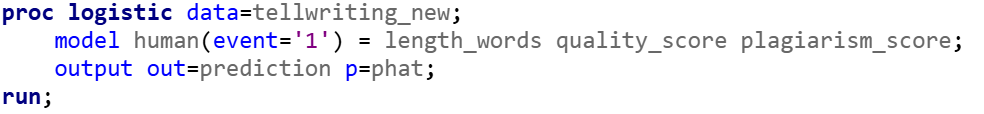 proc logistic data=tellwriting_new;
model human(event='1') = length_words quality_score plagiarism_score;
output out=prediction p=phat;
run;